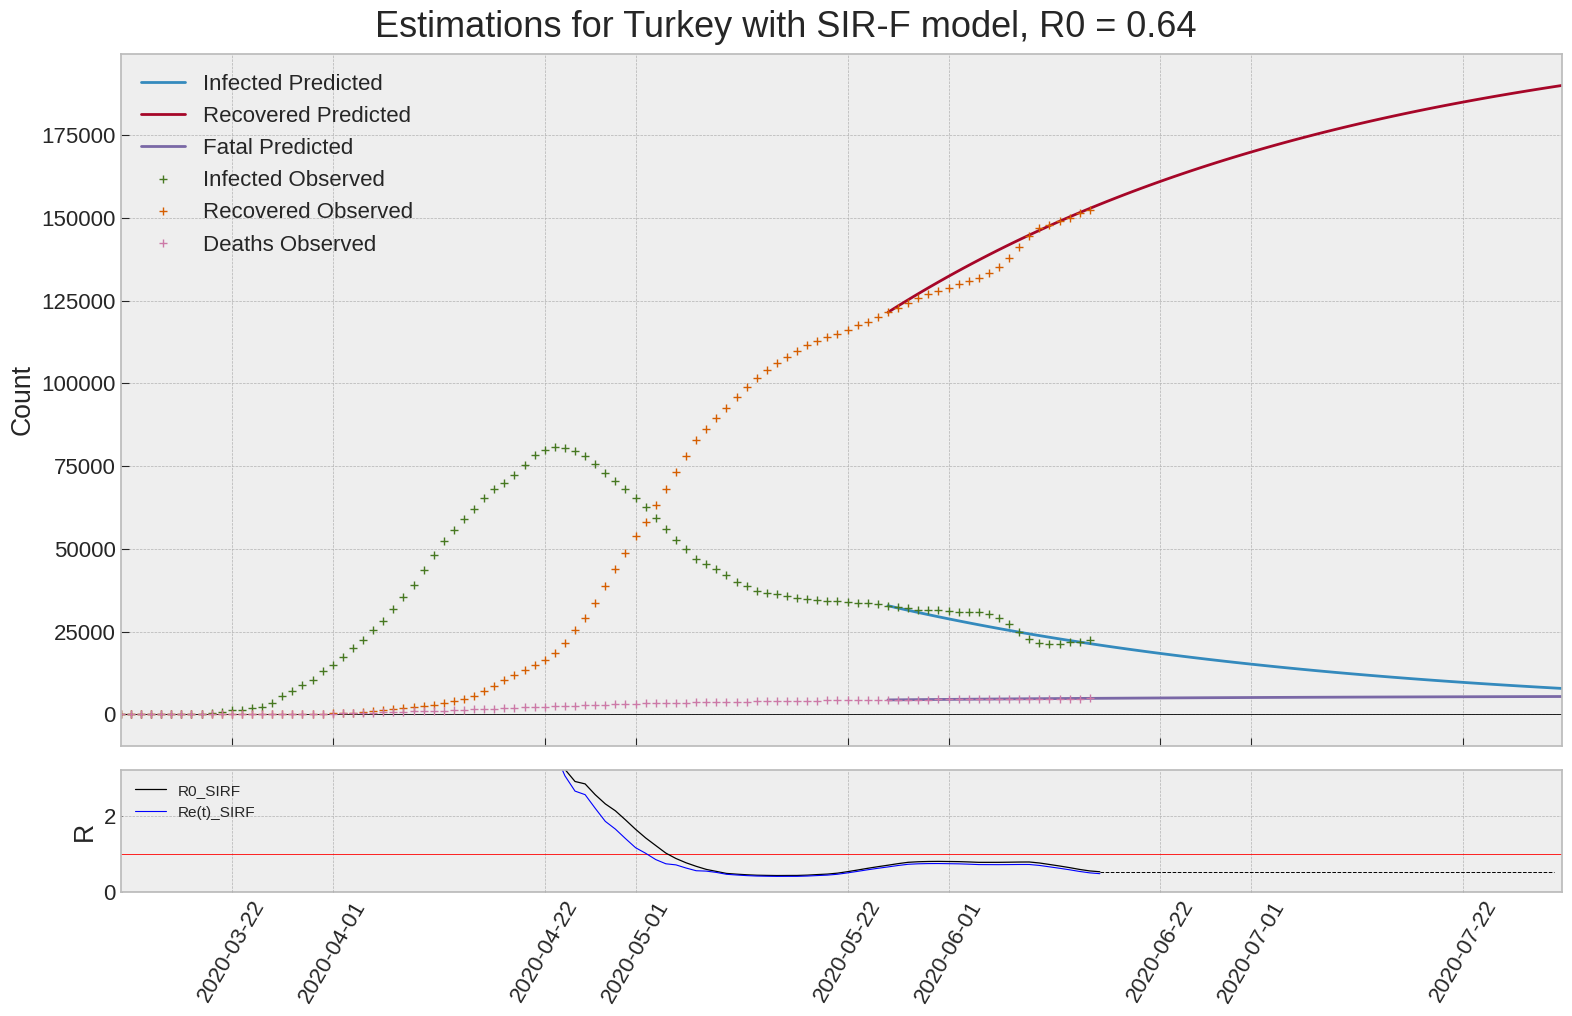 Estimations for Turkey with SIR-F model, R0 = 0.64
Infected Predicted
Recovered Predicted
Fatal Predicted
Infected Observed
Recovered Observed
Deaths Observed
175000
150000
125000
100000
75000
50000
25000
0
Count
R0_SIRF
Re(t)_SIRF
2
0
R
2020-03-22
2020-04-01
2020-04-22
2020-05-01
2020-05-22
2020-06-01
2020-06-22
2020-07-01
2020-07-22